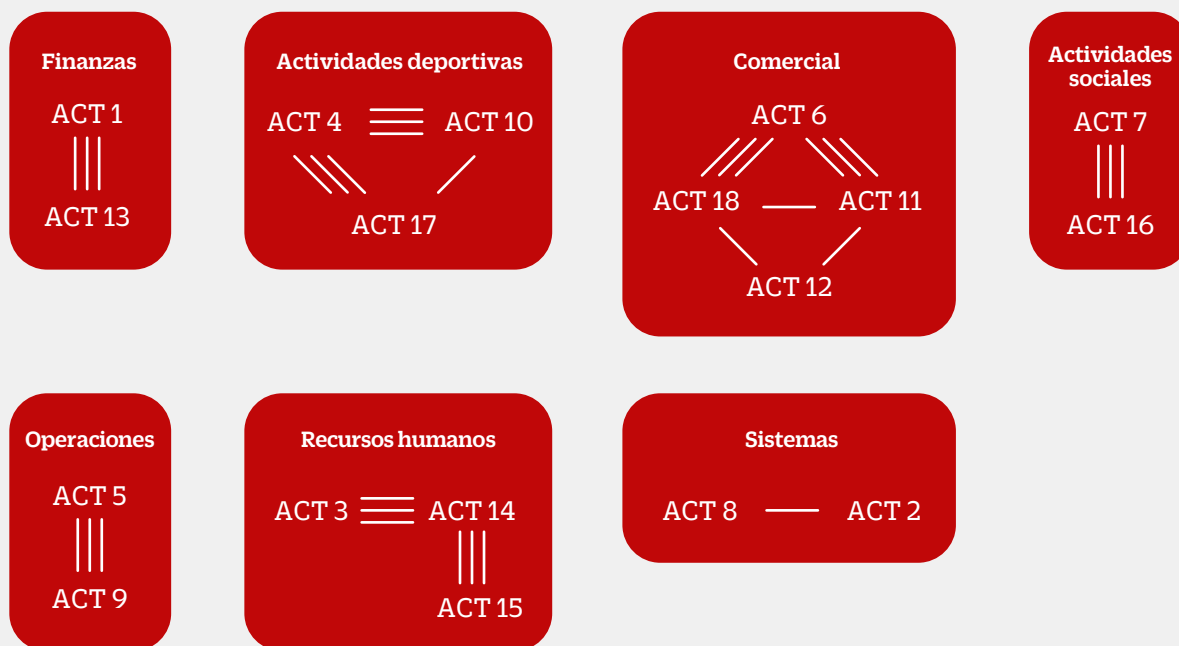 Finanzas
ACT 1
ACT 13
Actividades deportivas
ACT 4 ACT 10
ACT 17
Comercial
ACT 6
ACT 18 ACT 11
ACT 12
Actividades
sociales
ACT 7
ACT 16
Operaciones
ACT 5
ACT 9
Recursos humanos
ACT 3 ACT 14
ACT 15
Sistemas
ACT 8 ACT 2